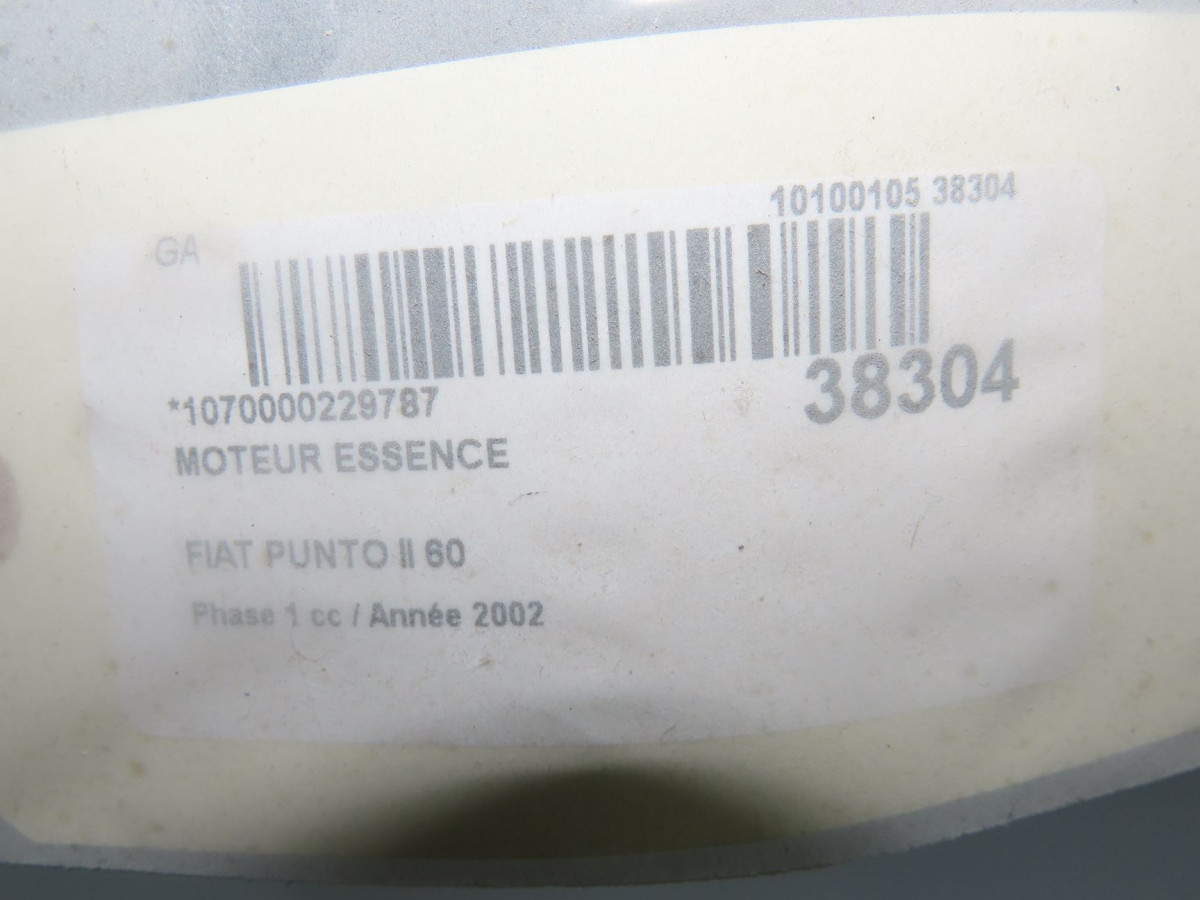 10100105 38304
GA
38304
*1070000229787
MOTEUR ESSENCE
FIAT PUNTO II 60
Phase 1 cc / Année 2002